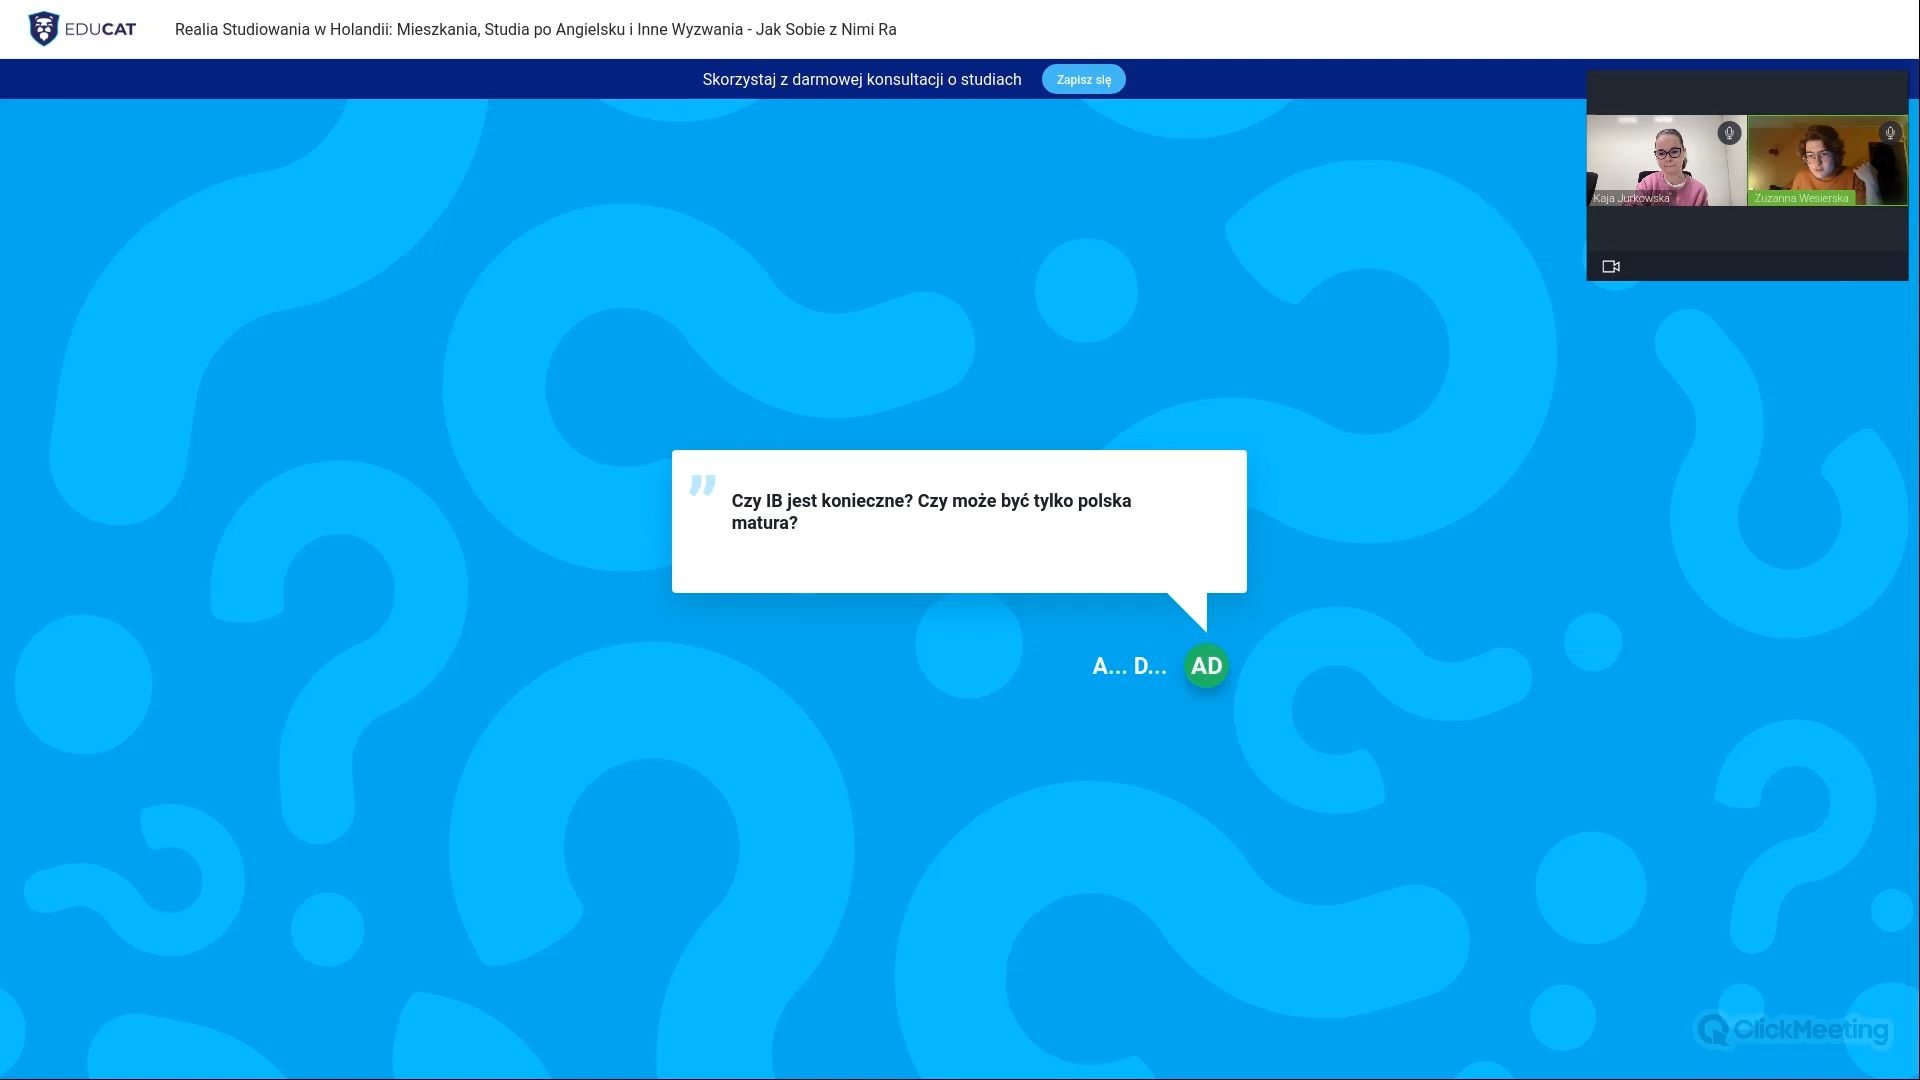 EDUCAT
Realia Studiowania w Holandii: Mieszkania, Studia po Angielsku i Inne Wyzwania - Jak Sobie z Nimi Ra
Skorzystaj z darmowej konsultacji o studiach
Zapisz się
Kaja Jurkowska
Zuzanna Wesierska
Czy IB jest konieczne? Czy może być tylko polska
matura?
A... D...
AD
ClickMeeting